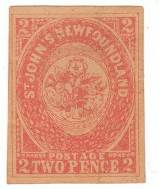 ST. JOHN'S NEWFOUNDLAND
2 2
POSTAGE
2 TWO PENCE 2